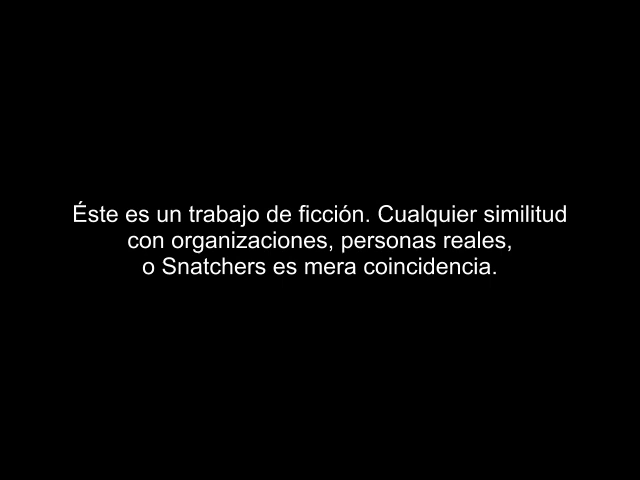 Éste es un trabajo de ficción. Cualquier similitud
con organizaciones, personas reales,
o Snatchers es mera coincidencia.